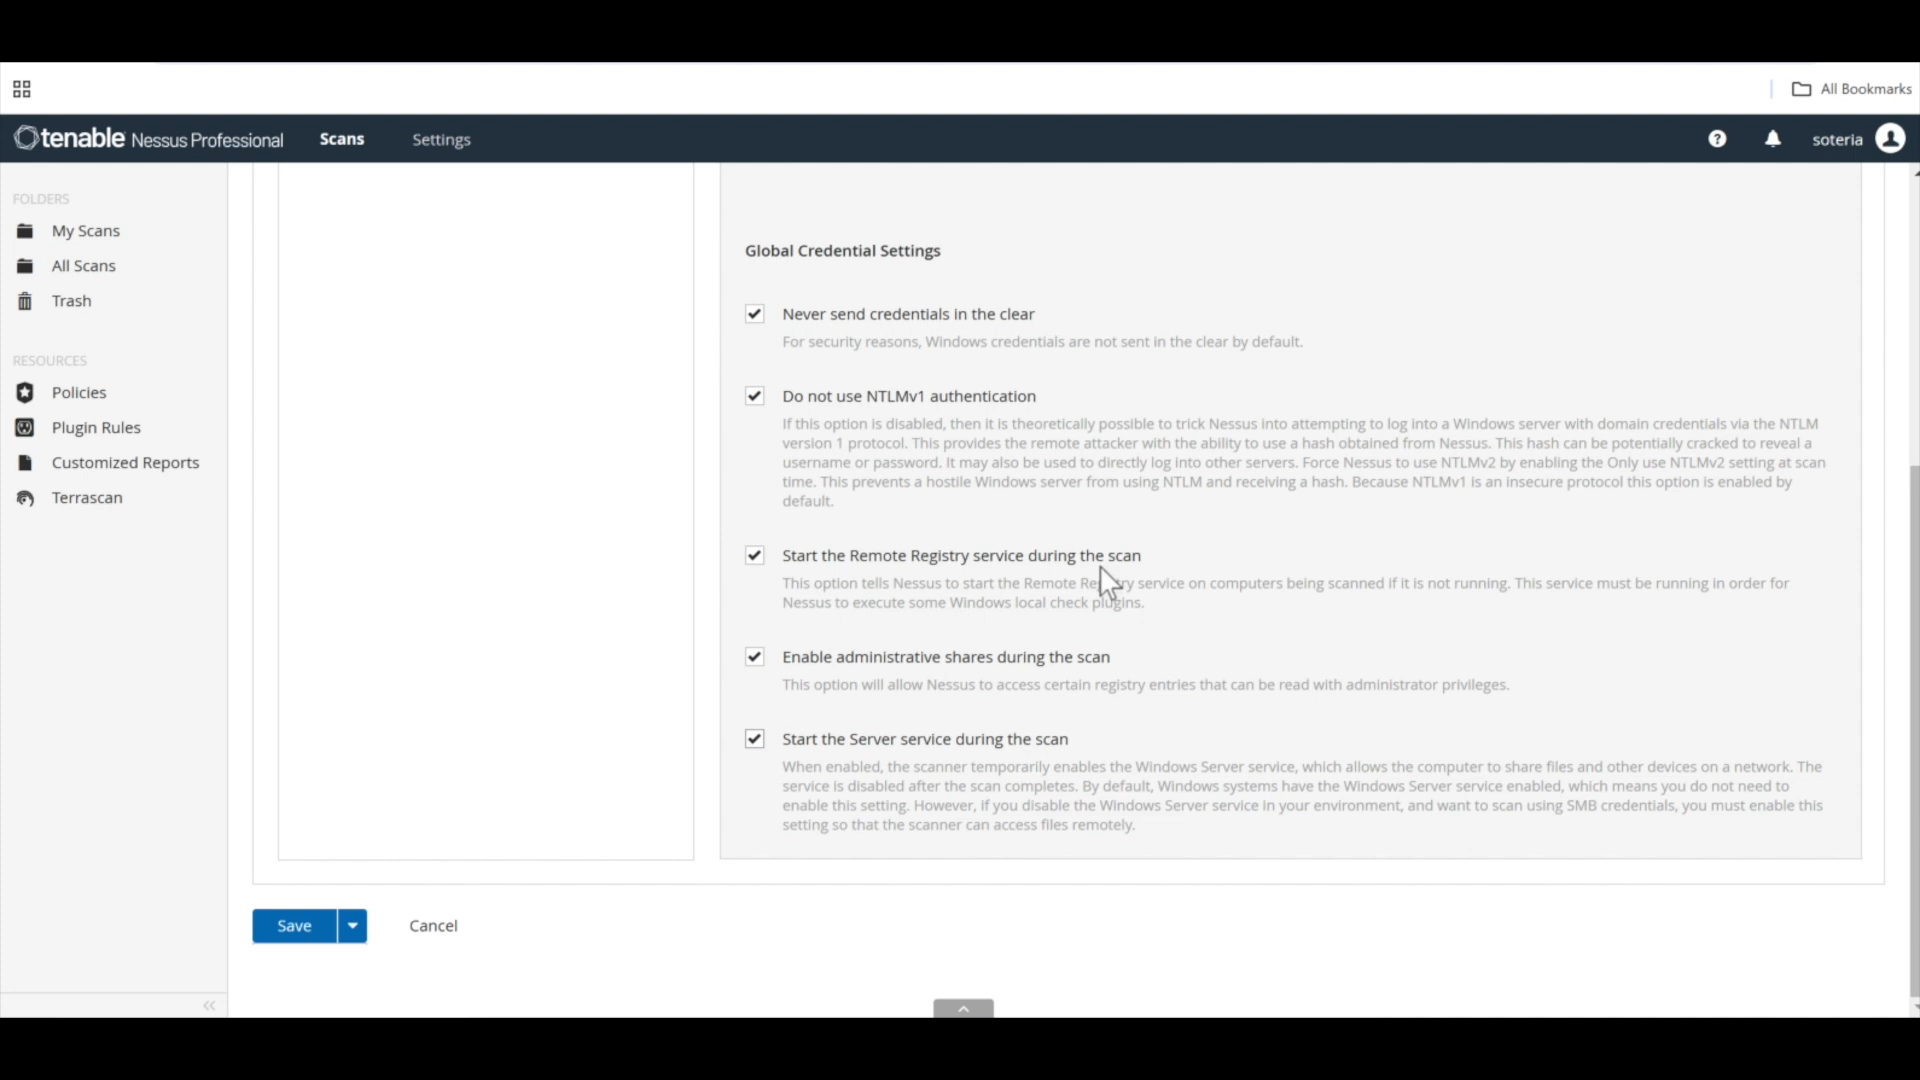 All Bookmarks
tenable Nessus Professional
Scans
Settings
soteria
FOLDERS
My Scans
All Scans
Trash
RESOURCES
Policies
Plugin Rules
Customized Reports
Terrascan
Global Credential Settings
Never send credentials in the clear
For security reasons, Windows credentials are not sent in the clear by default.
Do not use NTLMv1 authentication
If this option is disabled, then it is theoretically possible to trick Nessus into attempting to log into a Windows server with domain credentials via the NTLM
version 1 protocol. This provides the remote attacker with the ability to use a hash obtained from Nessus. This hash can be potentially cracked to reveal a
username or password. It may also be used to directly log into other servers. Force Nessus to use NTLMv2 by enabling the Only use NTLMv2 setting at scan
time. This prevents a hostile Windows server from using NTLM and receiving a hash. Because NTLMv1 is an insecure protocol this option is enabled by
default.
Start the Remote Registry service during the scan
This option tells Nessus to start the Remote Registry service on computers being scanned if it is not running. This service must be running in order for
Nessus to execute some Windows local check plugins.
Enable administrative shares during the scan
This option will allow Nessus to access certain registry entries that can be read with administrator privileges.
Start the Server service during the scan
When enabled, the scanner temporarily enables the Windows Server service, which allows the computer to share files and other devices on a network. The
service is disabled after the scan completes. By default, Windows systems have the Windows Server service enabled, which means you do not need to
enable this setting. However, if you disable the Windows Server service in your environment, and want to scan using SMB credentials, you must enable this
setting so that the scanner can access files remotely.
Save
Cancel